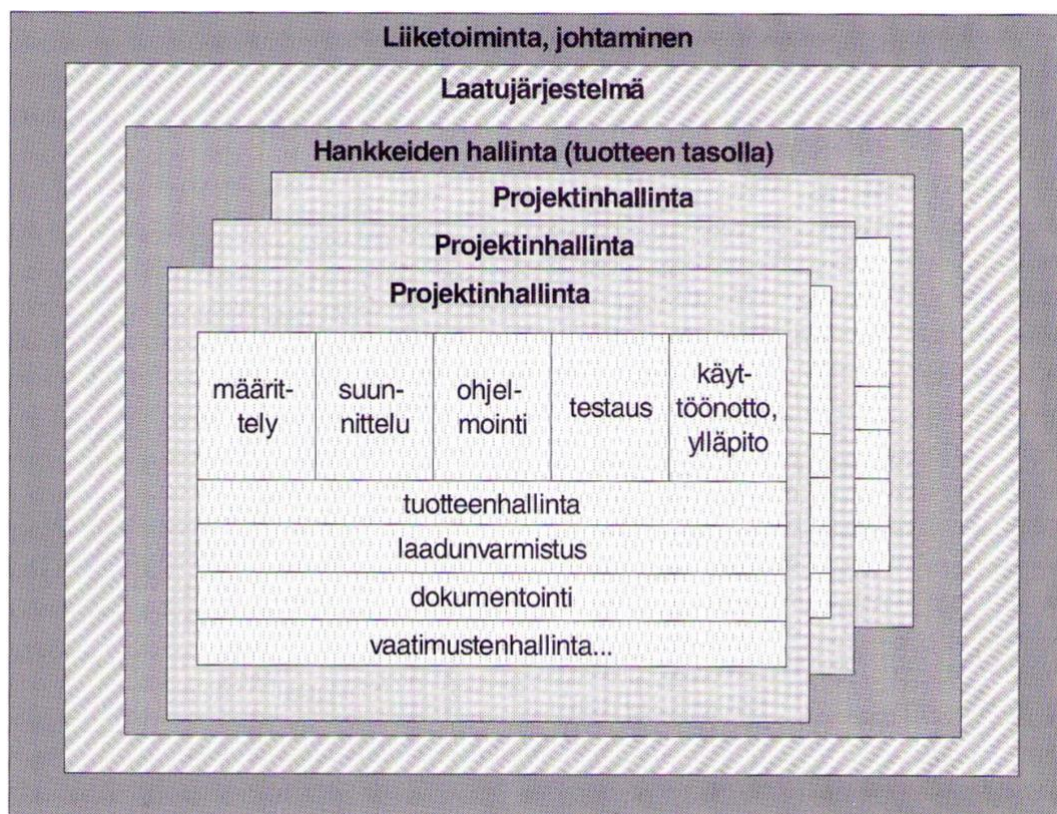 Liiketoiminta, johtaminen
Laatujärjestelmä
Hankkeiden hallinta (tuotteen tasolla)
Projektinhallinta
Projektinhallinta
Projektinhallinta
määrit-
tely
suun-
nittelu
ohjel-
mointi
testaus
käyt-
töönotto,
ylläpito
tuotteenhallinta
laadunvarmistus
dokumentointi
vaatimustenhallinta...